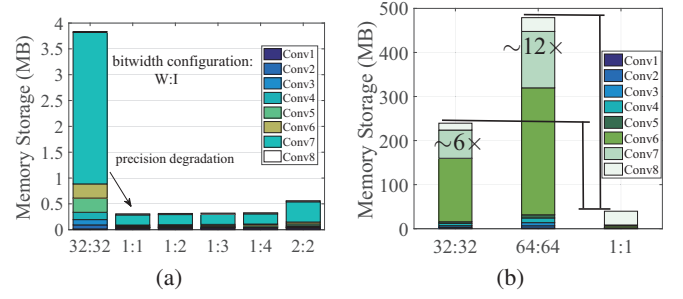 Memory Storage (MB)
4
3.5
3
2.5
2
1.5
1
0.5
0
bitwidth configuration:
W:I
precision degradation
Conv1
Conv2
Conv3
Conv4
Conv5
Conv6
Conv7
Conv8
32:32 1:1 1:2 1:3 1:4 2:2
(a)
Memory Storage (MB)
500
400
300
200
100
0
~12×
~6×
Conv1
Conv2
Conv3
Conv4
Conv5
Conv6
Conv7
Conv8
32:32 64:64 1:1
(b)